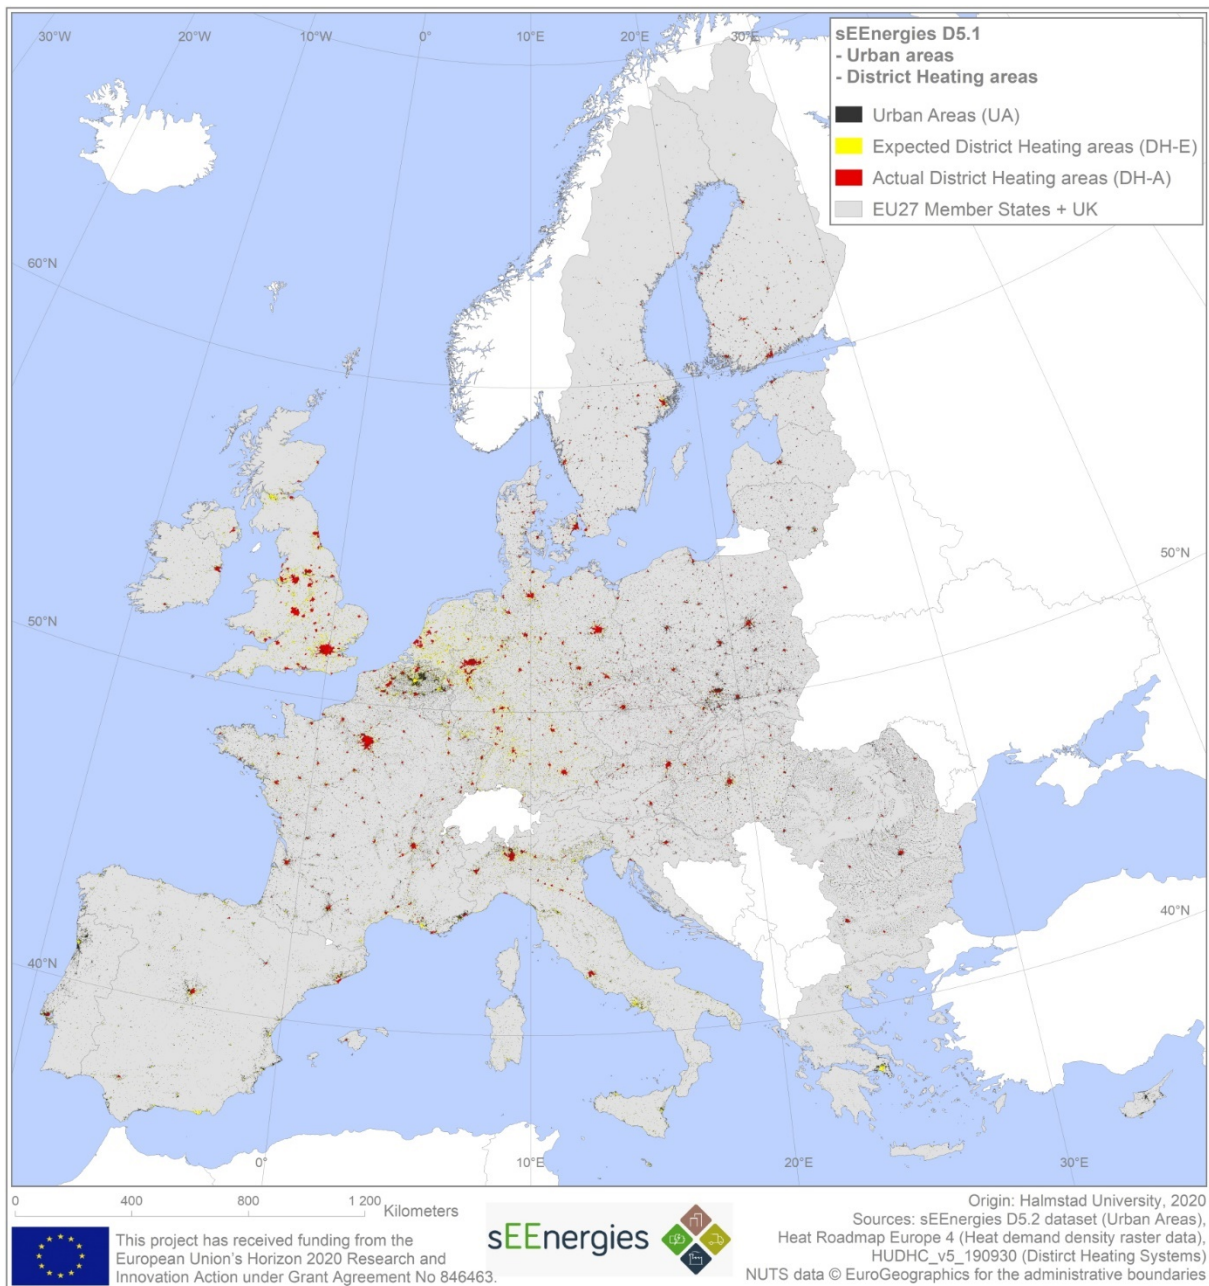 30°W
20°W
10°W
0°
10°E
20°E
30°E
sEEnergies D5.1
- Urban areas
- District Heating areas
Urban Areas (UA)
Expected District Heating areas (DH-E)
Actual District Heating areas (DH-A)
EU27 Member States + UK
60°N
50°N
50°N
40°N
40°N
0°
10°E
20°E
30°E
0 400 800 1 200
Kilometers
This project has received funding from the
European Union's Horizon 2020 Research and
Innovation Action under Grant Agreement No 846463.
sEEnergies
Origin: Halmstad University, 2020
Sources: sEEnergies D5.2 dataset (Urban Areas),
Heat Roadmap Europe 4 (Heat demand density raster data),
HUDHC_v5_190930 (Distirct Heating Systems)
NUTS data © EuroGeographics for the administrative boundaries